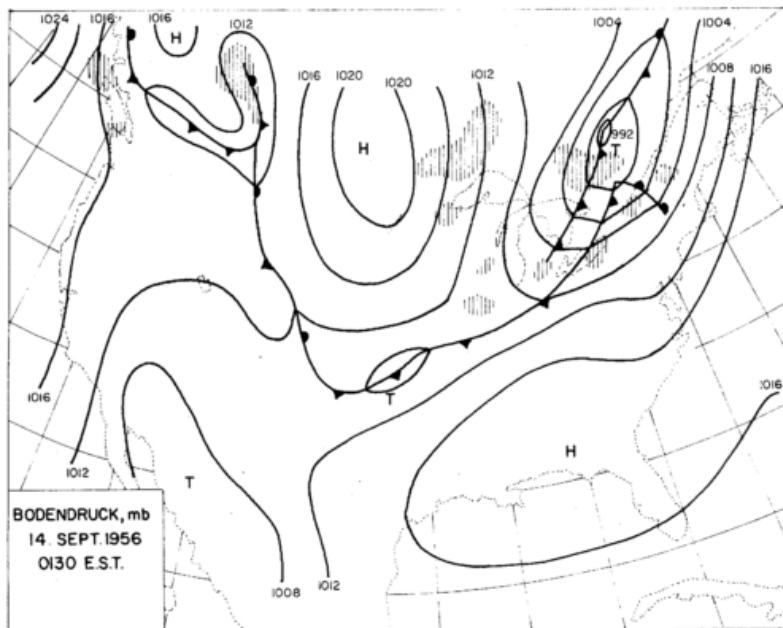 1024 1016 1016 1012 1004 1004
H
1016 1020 1020 1012 1008 1016
H 992
T
1016
T
1016
1012
T H
BODENDRUCK, mb
14. SEPT. 1956
0130 E.S.T.
1008 1012